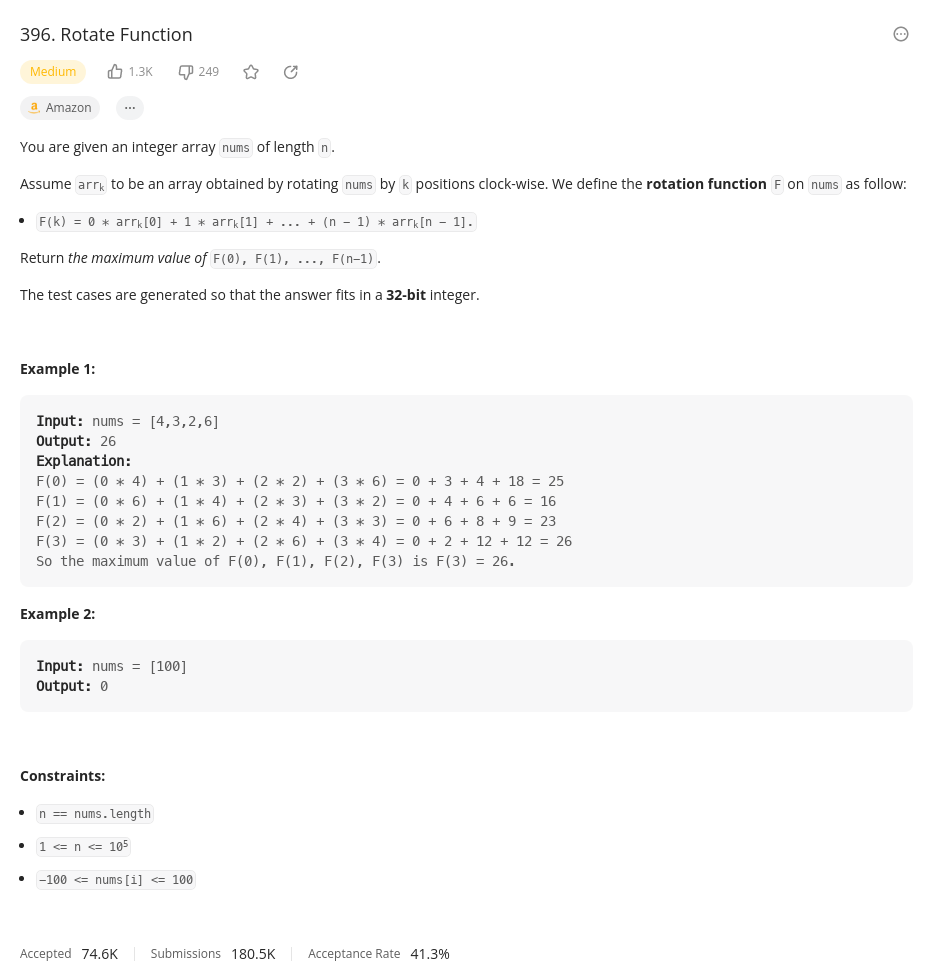 396. Rotate Function
Medium 1.3K 249
a Amazon ...
You are given an integer array nums of length n.
Assume arrₖ to be an array obtained by rotating nums by k positions clock-wise. We define the rotation function F on nums as follow:
• F(k) = 0 * arrₖ[0] + 1 * arrₖ[1] + ... + (n − 1) * arrₖ[n − 1].
Return the maximum value of F(0), F(1), ..., F(n−1).
The test cases are generated so that the answer fits in a 32-bit integer.
Example 1:
Input: nums = [4,3,2,6]
Output: 26
Explanation:
F(0) = (0 * 4) + (1 * 3) + (2 * 2) + (3 * 6) = 0 + 3 + 4 + 18 = 25
F(1) = (0 * 6) + (1 * 4) + (2 * 3) + (3 * 2) = 0 + 4 + 6 + 6 = 16
F(2) = (0 * 2) + (1 * 6) + (2 * 4) + (3 * 3) = 0 + 6 + 8 + 9 = 23
F(3) = (0 * 3) + (1 * 2) + (2 * 6) + (3 * 4) = 0 + 2 + 12 + 12 = 26
So the maximum value of F(0), F(1), F(2), F(3) is F(3) = 26.
Example 2:
Input: nums = [100]
Output: 0
Constraints:
• n == nums.length
• 1 <= n <= 10⁵
• −100 <= nums[i] <= 100
Accepted 74.6K Submissions 180.5K Acceptance Rate 41.3%